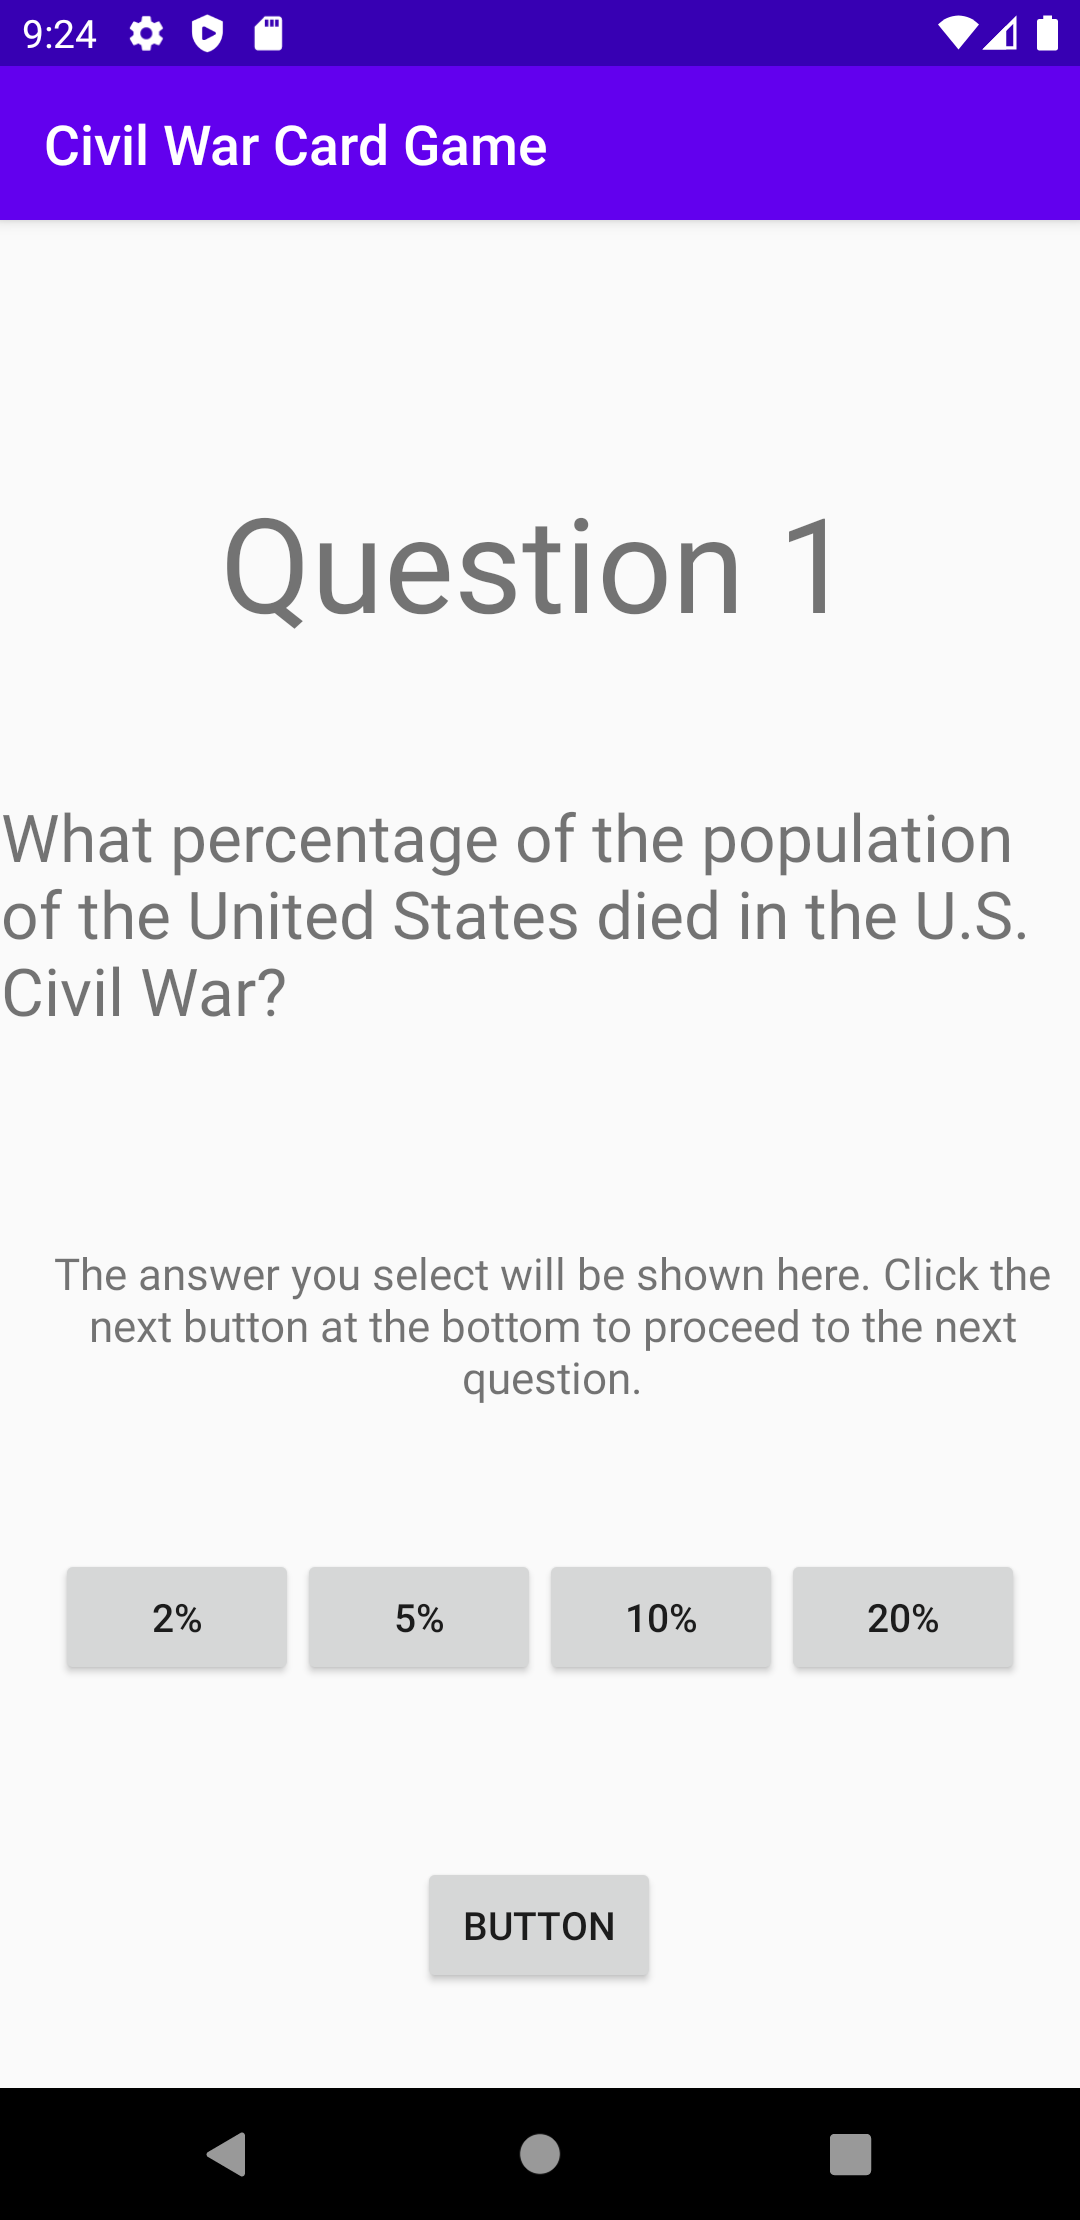 9:24
Civil War Card Game
Question 1
What percentage of the population
of the United States died in the U.S.
Civil War?
The answer you select will be shown here. Click the
next button at the bottom to proceed to the next
question.
2% 5% 10% 20%
BUTTON